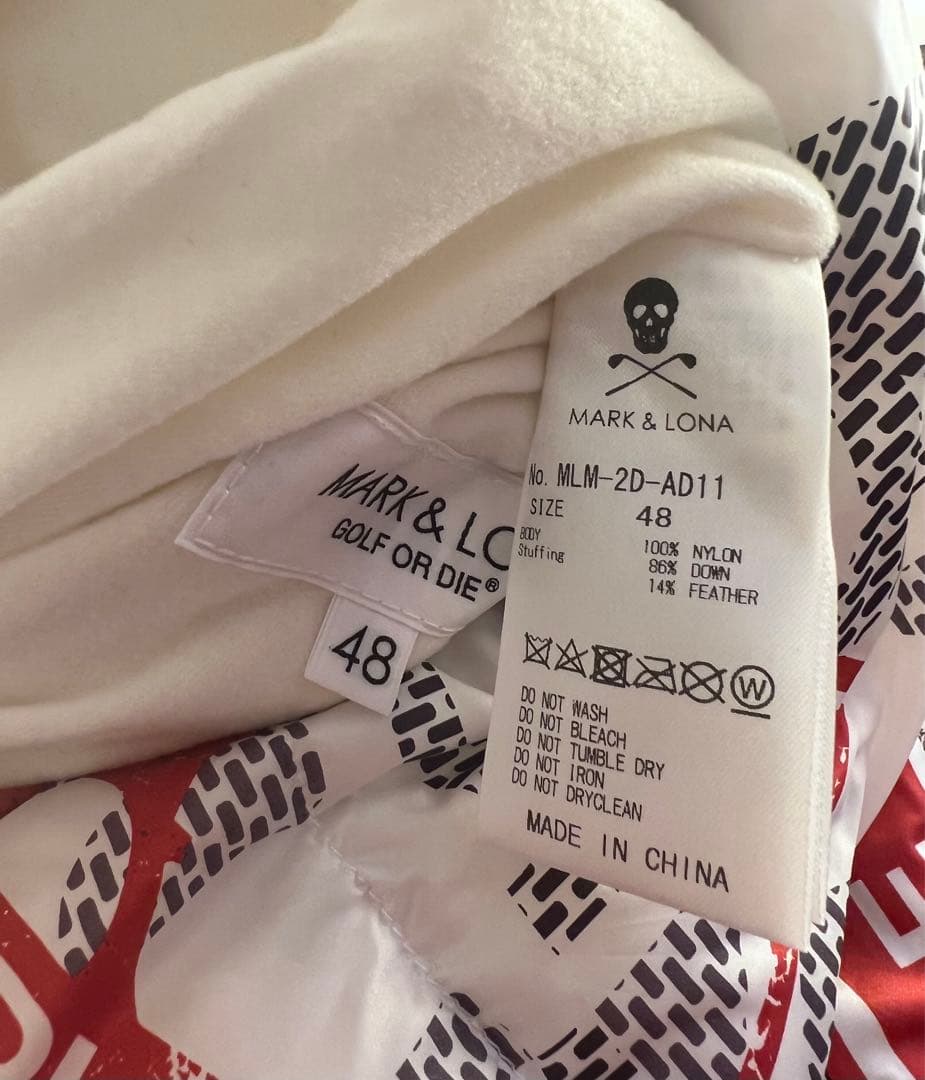 MARK & LONA
No. MLM-2D-AD11
SIZE 48
BODY 100% NYLON
Stuffing 86% DOWN
14% FEATHER
W
DO NOT WASH
DO NOT BLEACH
DO NOT TUMBLE DRY
DO NOT IRON
DO NOT DRYCLEAN
MADE IN CHINA
MARK & LO
GOLF OR DIE®
48